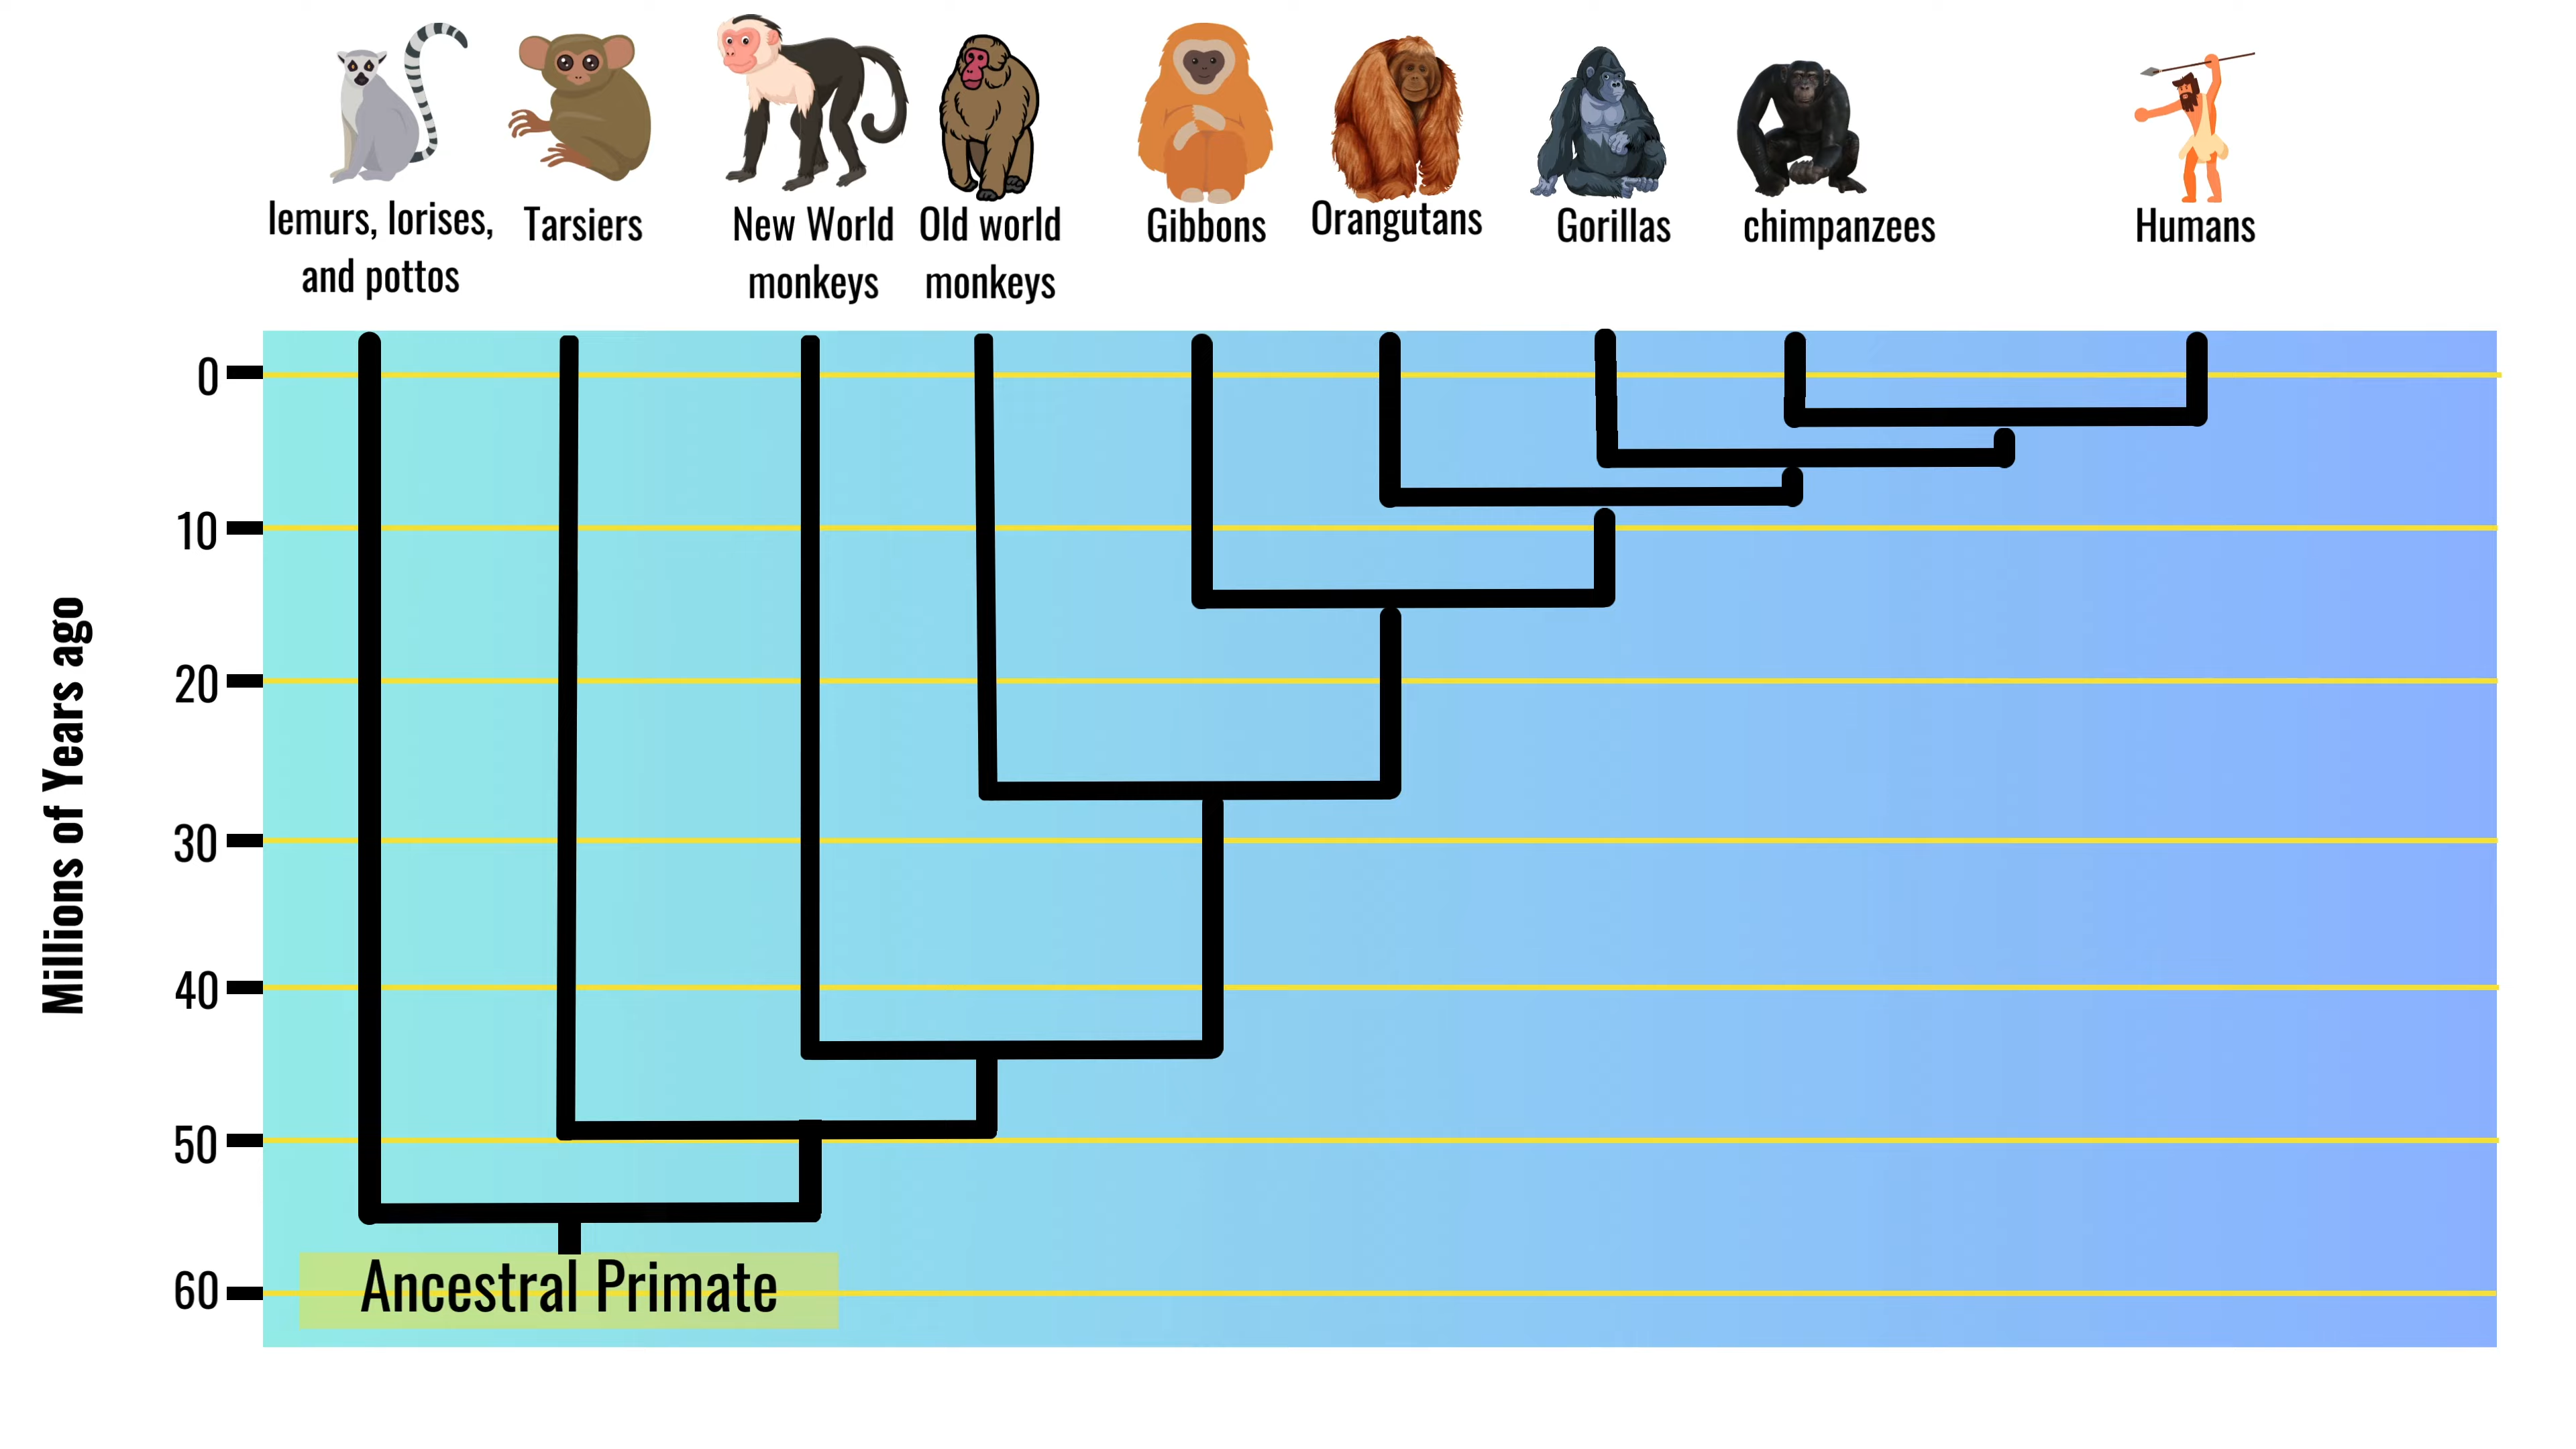 lemurs, lorises,
and pottos
Tarsiers
New World
monkeys
Old world
monkeys
Gibbons
Orangutans
Gorillas
chimpanzees
Humans
Millions of Years ago
0
10
20
30
40
50
60
Ancestral Primate